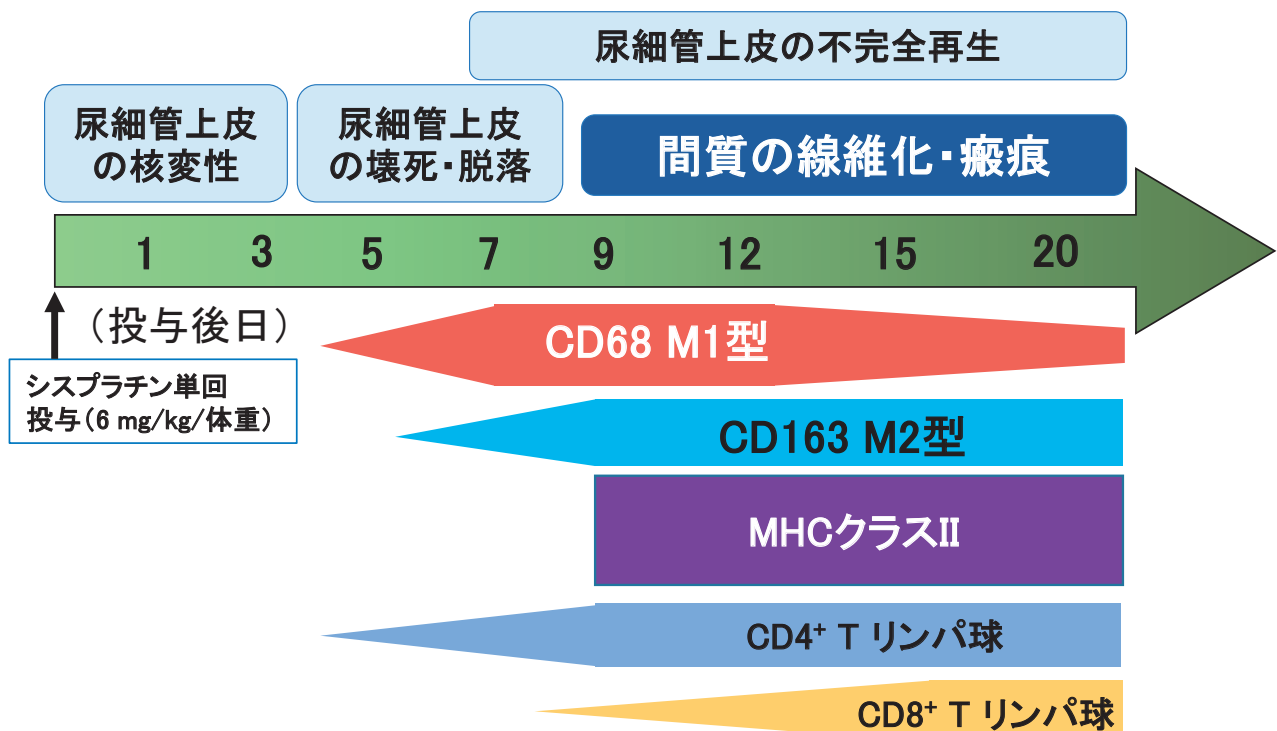 尿細管上皮の不完全再生
尿細管上皮
の核変性
尿細管上皮
の壊死・脱落
間質の線維化・瘢痕
1 3 5 7 9 12 15 20
（投与後日）
シスプラチン単回
投与（6 mg/kg/体重）
CD68 M1型
CD163 M2型
MHCクラスⅡ
CD4⁺ T リンパ球
CD8⁺ T リンパ球